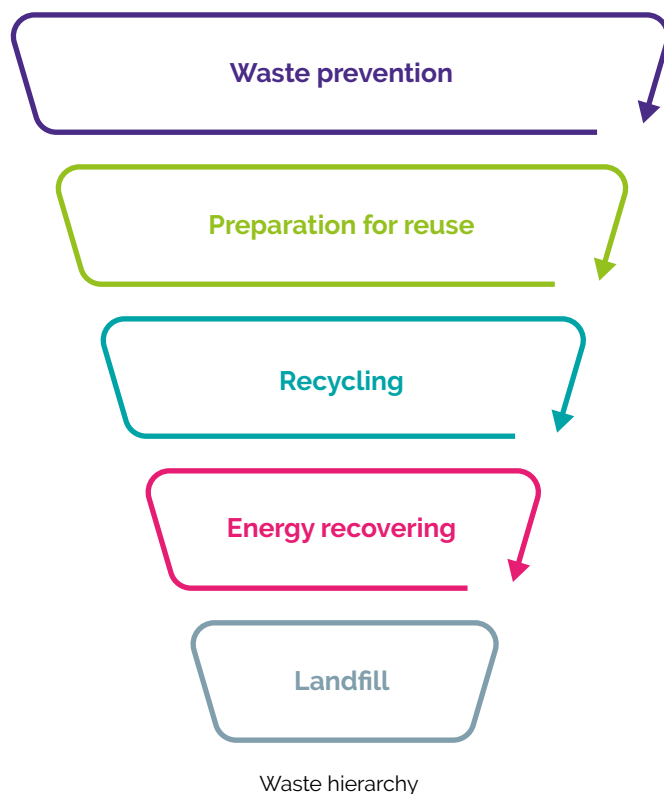 Waste prevention
Preparation for reuse
Recycling
Energy recovering
Landfill
Waste hierarchy